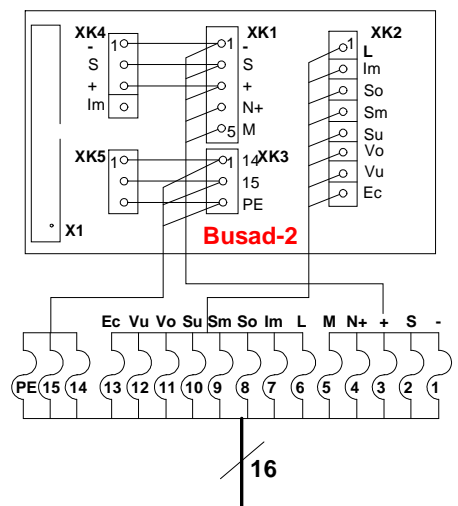 XK4 XK1 XK2
- 1 - 1 1 L
S S Im
+ + So
Im N+ Sm
5 M Su
XK5 XK3 Vo
1 1 14 Vu
15 Ec
PE
X1
Busad-2
Ec Vu Vo Su Sm So Im L M N+ + S -
PE 15 14 13 12 11 10 9 8 7 6 5 4 3 2 1
16